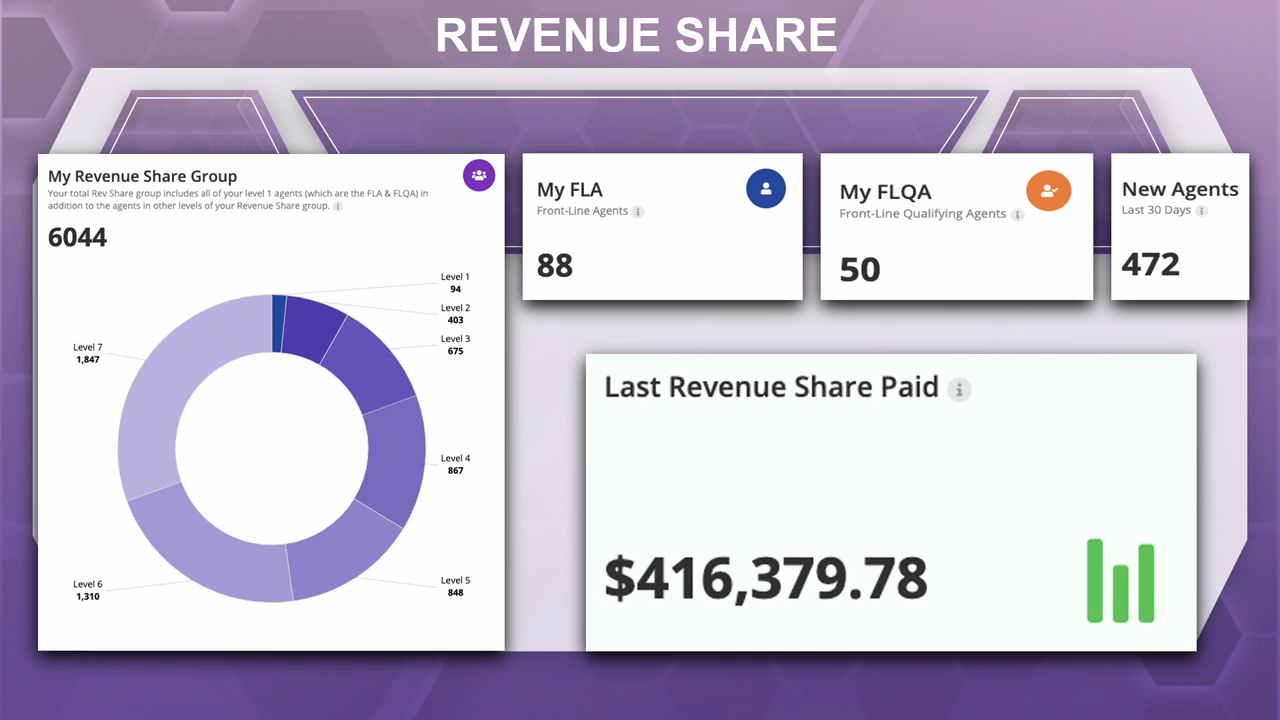 REVENUE SHARE
My Revenue Share Group
Your total Rev Share group includes all of your level 1 agents (which are the FLA & FLQA) in
addition to the agents in other levels of your Revenue Share group. i
6044
Level 1
94
Level 2
403
Level 3
675
Level 4
867
Level 5
848
Level 6
1,310
Level 7
1,847
My FLA
Front-Line Agents i
88
My FLQA
Front-Line Qualifying Agents i
50
New Agents
Last 30 Days i
472
Last Revenue Share Paid i
$416,379.78